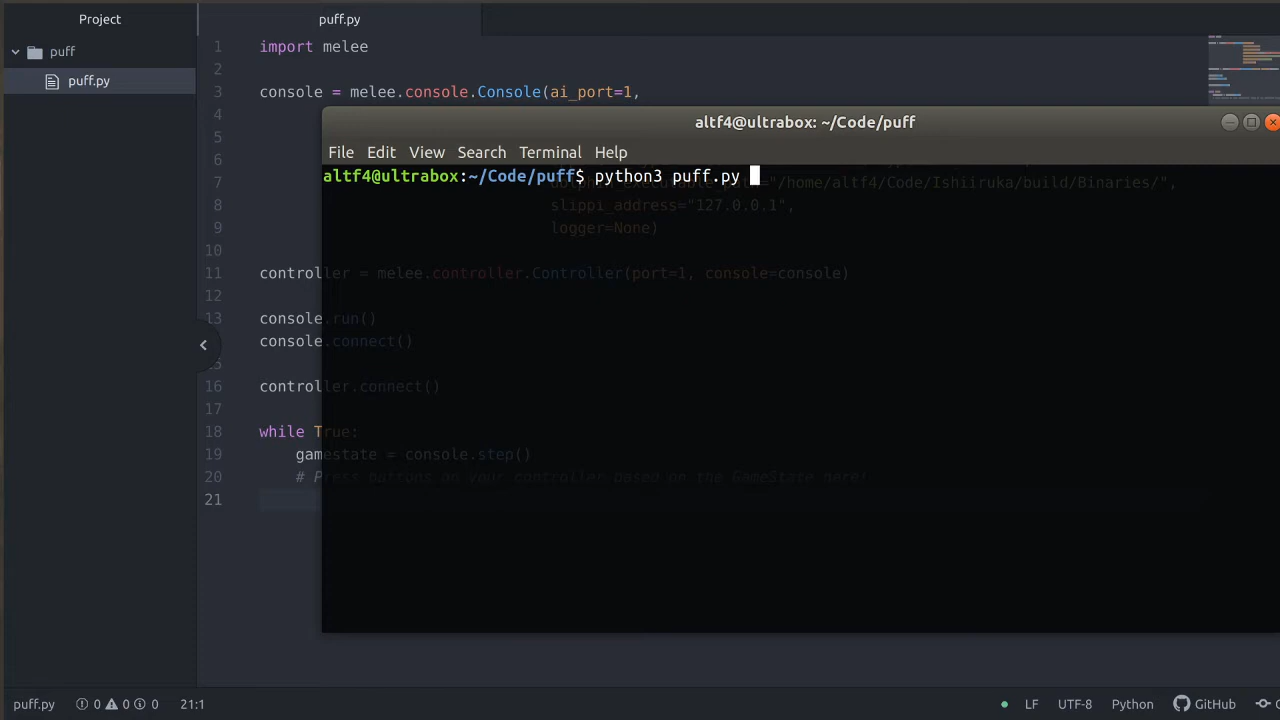 Project
puff
puff.py
puff.py
1 import melee
2
3 console = melee.console.Console(ai_port=1,
4
5
6
7 dolphin_executable_path="/home/altf4/Code/Ishiiruka/build/Binaries/",
8 slippi_address="127.0.0.1",
9 logger=None)
10
11 controller = melee.controller.Controller(port=1, console=console)
12
13 console.run()
console.connect()
15
16 controller.connect()
17
18 while True:
19 gamestate = console.step()
20 # Press buttons on your controller based on the GameState here!
21
altf4@ultrabox: ~/Code/puff
File Edit View Search Terminal Help
altf4@ultrabox:~/Code/puff$ python3 puff.py
puff.py 0 0 0 21:1
LF UTF-8 Python GitHub